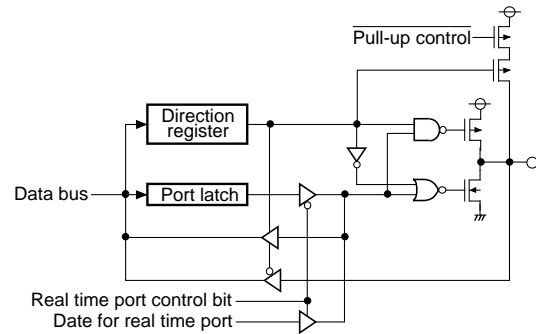 Pull-up control
Direction
register
Data bus
Port latch
Real time port control bit
Date for real time port